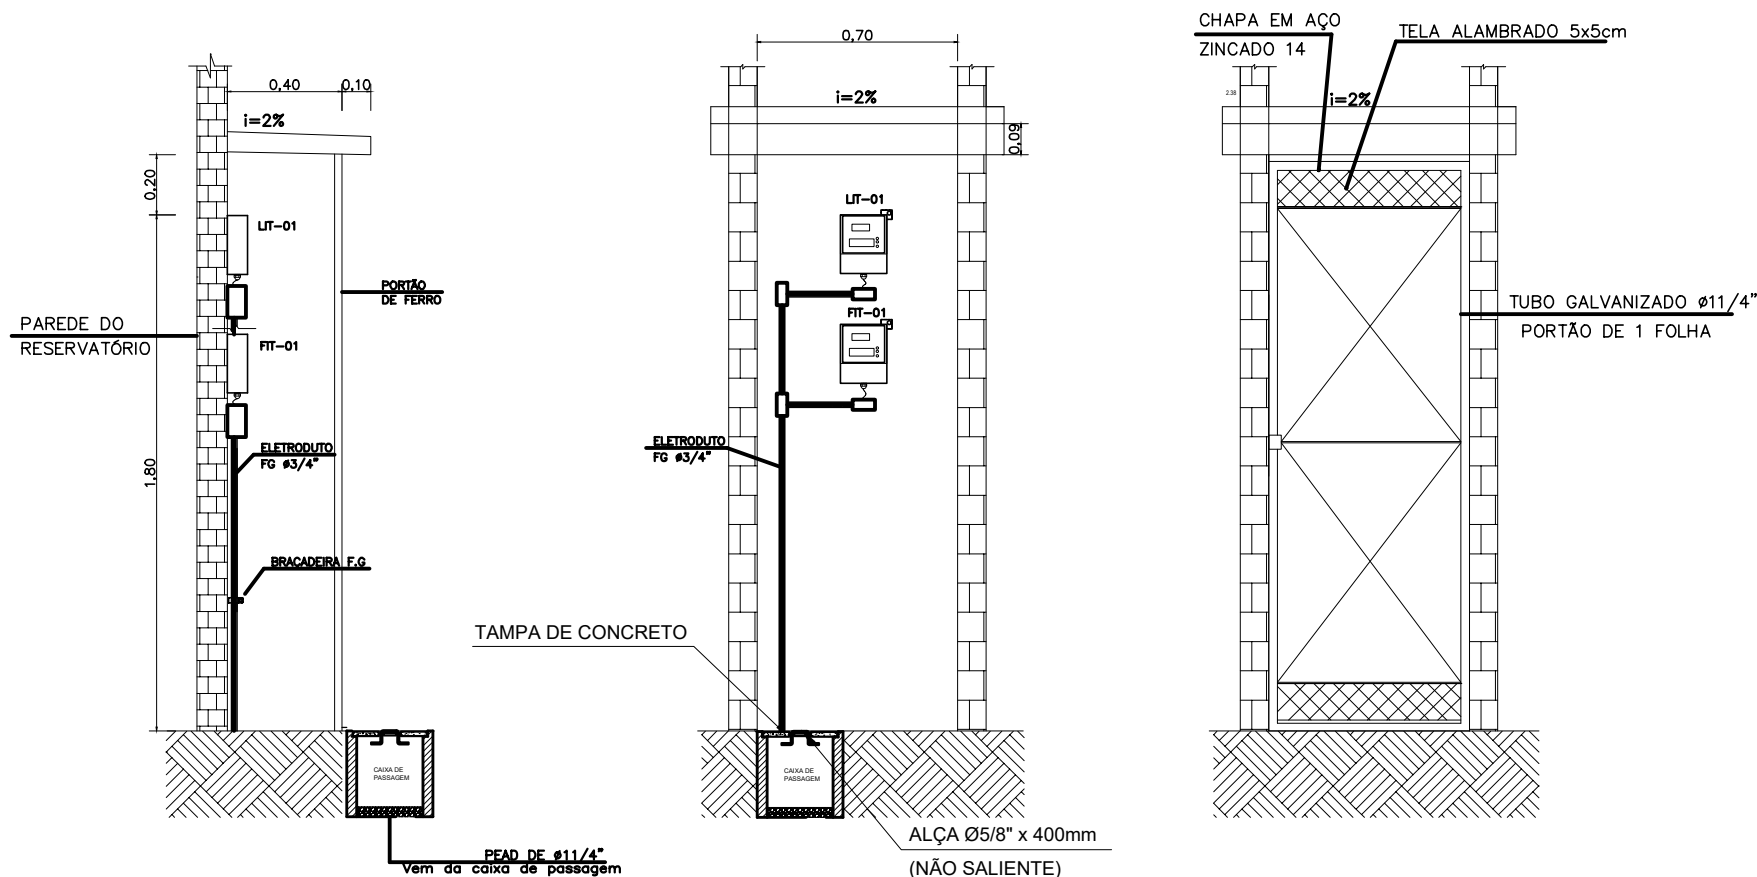 0,40
0,10
i=2%
0,20
LIT-01
PORTÃO
DE FERRO
PAREDE DO
RESERVATÓRIO
FIT-01
1,80
ELETRODUTO
FG ø3/4"
BRACADEIRA F.G
CAIXA DE
PASSAGEM
PEAD DE ø11/4"
Vem da caixa de passagem
0,70
i=2%
0,09
LIT-01
FIT-01
ELETRODUTO
FG ø3/4"
TAMPA DE CONCRETO
CAIXA DE
PASSAGEM
ALÇA Ø5/8" x 400mm
(NÃO SALIENTE)
CHAPA EM AÇO
ZINCADO 14
TELA ALAMBRADO 5x5cm
2.38
i=2%
TUBO GALVANIZADO ø11/4"
PORTÃO DE 1 FOLHA